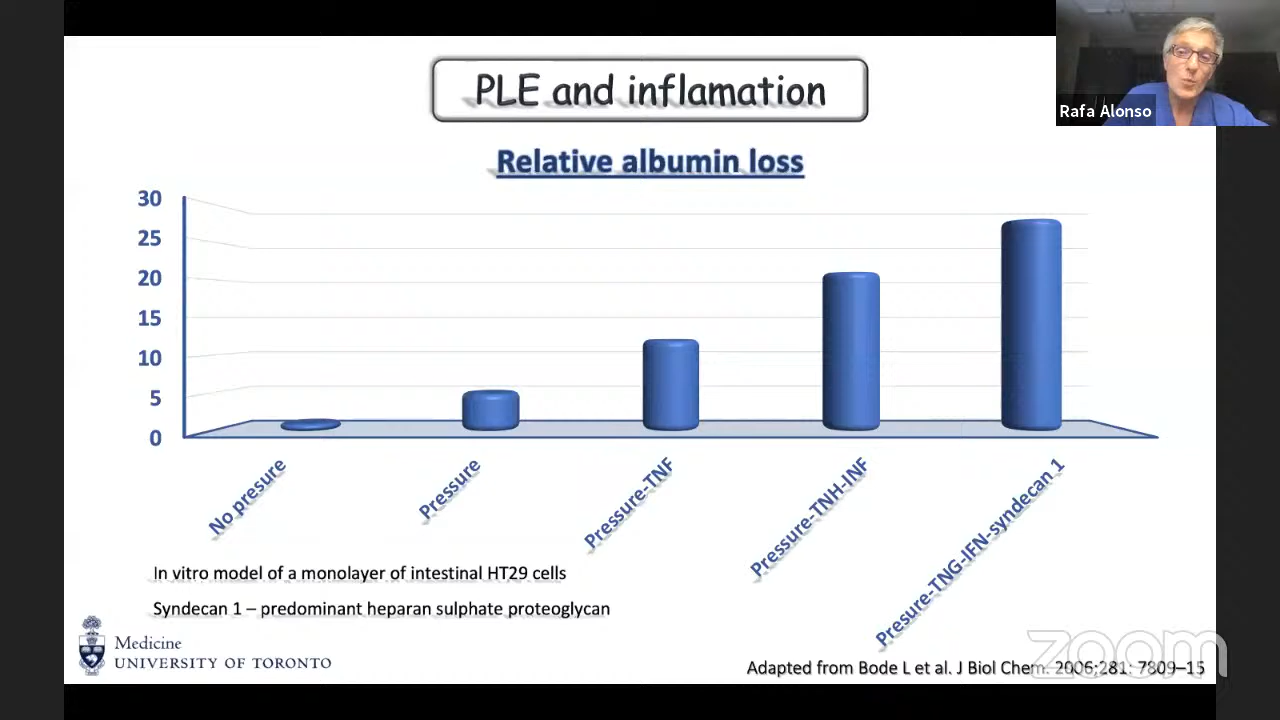 PLE and inflamation
Rafa Alonso
Relative albumin loss
30
25
20
15
10
5
0
No presure
Pressure
Pressure-TNF
Pressure-TNH-INF
Presure-TNG-IFN-syndecan 1
In vitro model of a monolayer of intestinal HT29 cells
Syndecan 1 – predominant heparan sulphate proteoglycan
Medicine
UNIVERSITY OF TORONTO
zoom
Adapted from Bode L et al. J Biol Chem. 2006;281: 7809–15